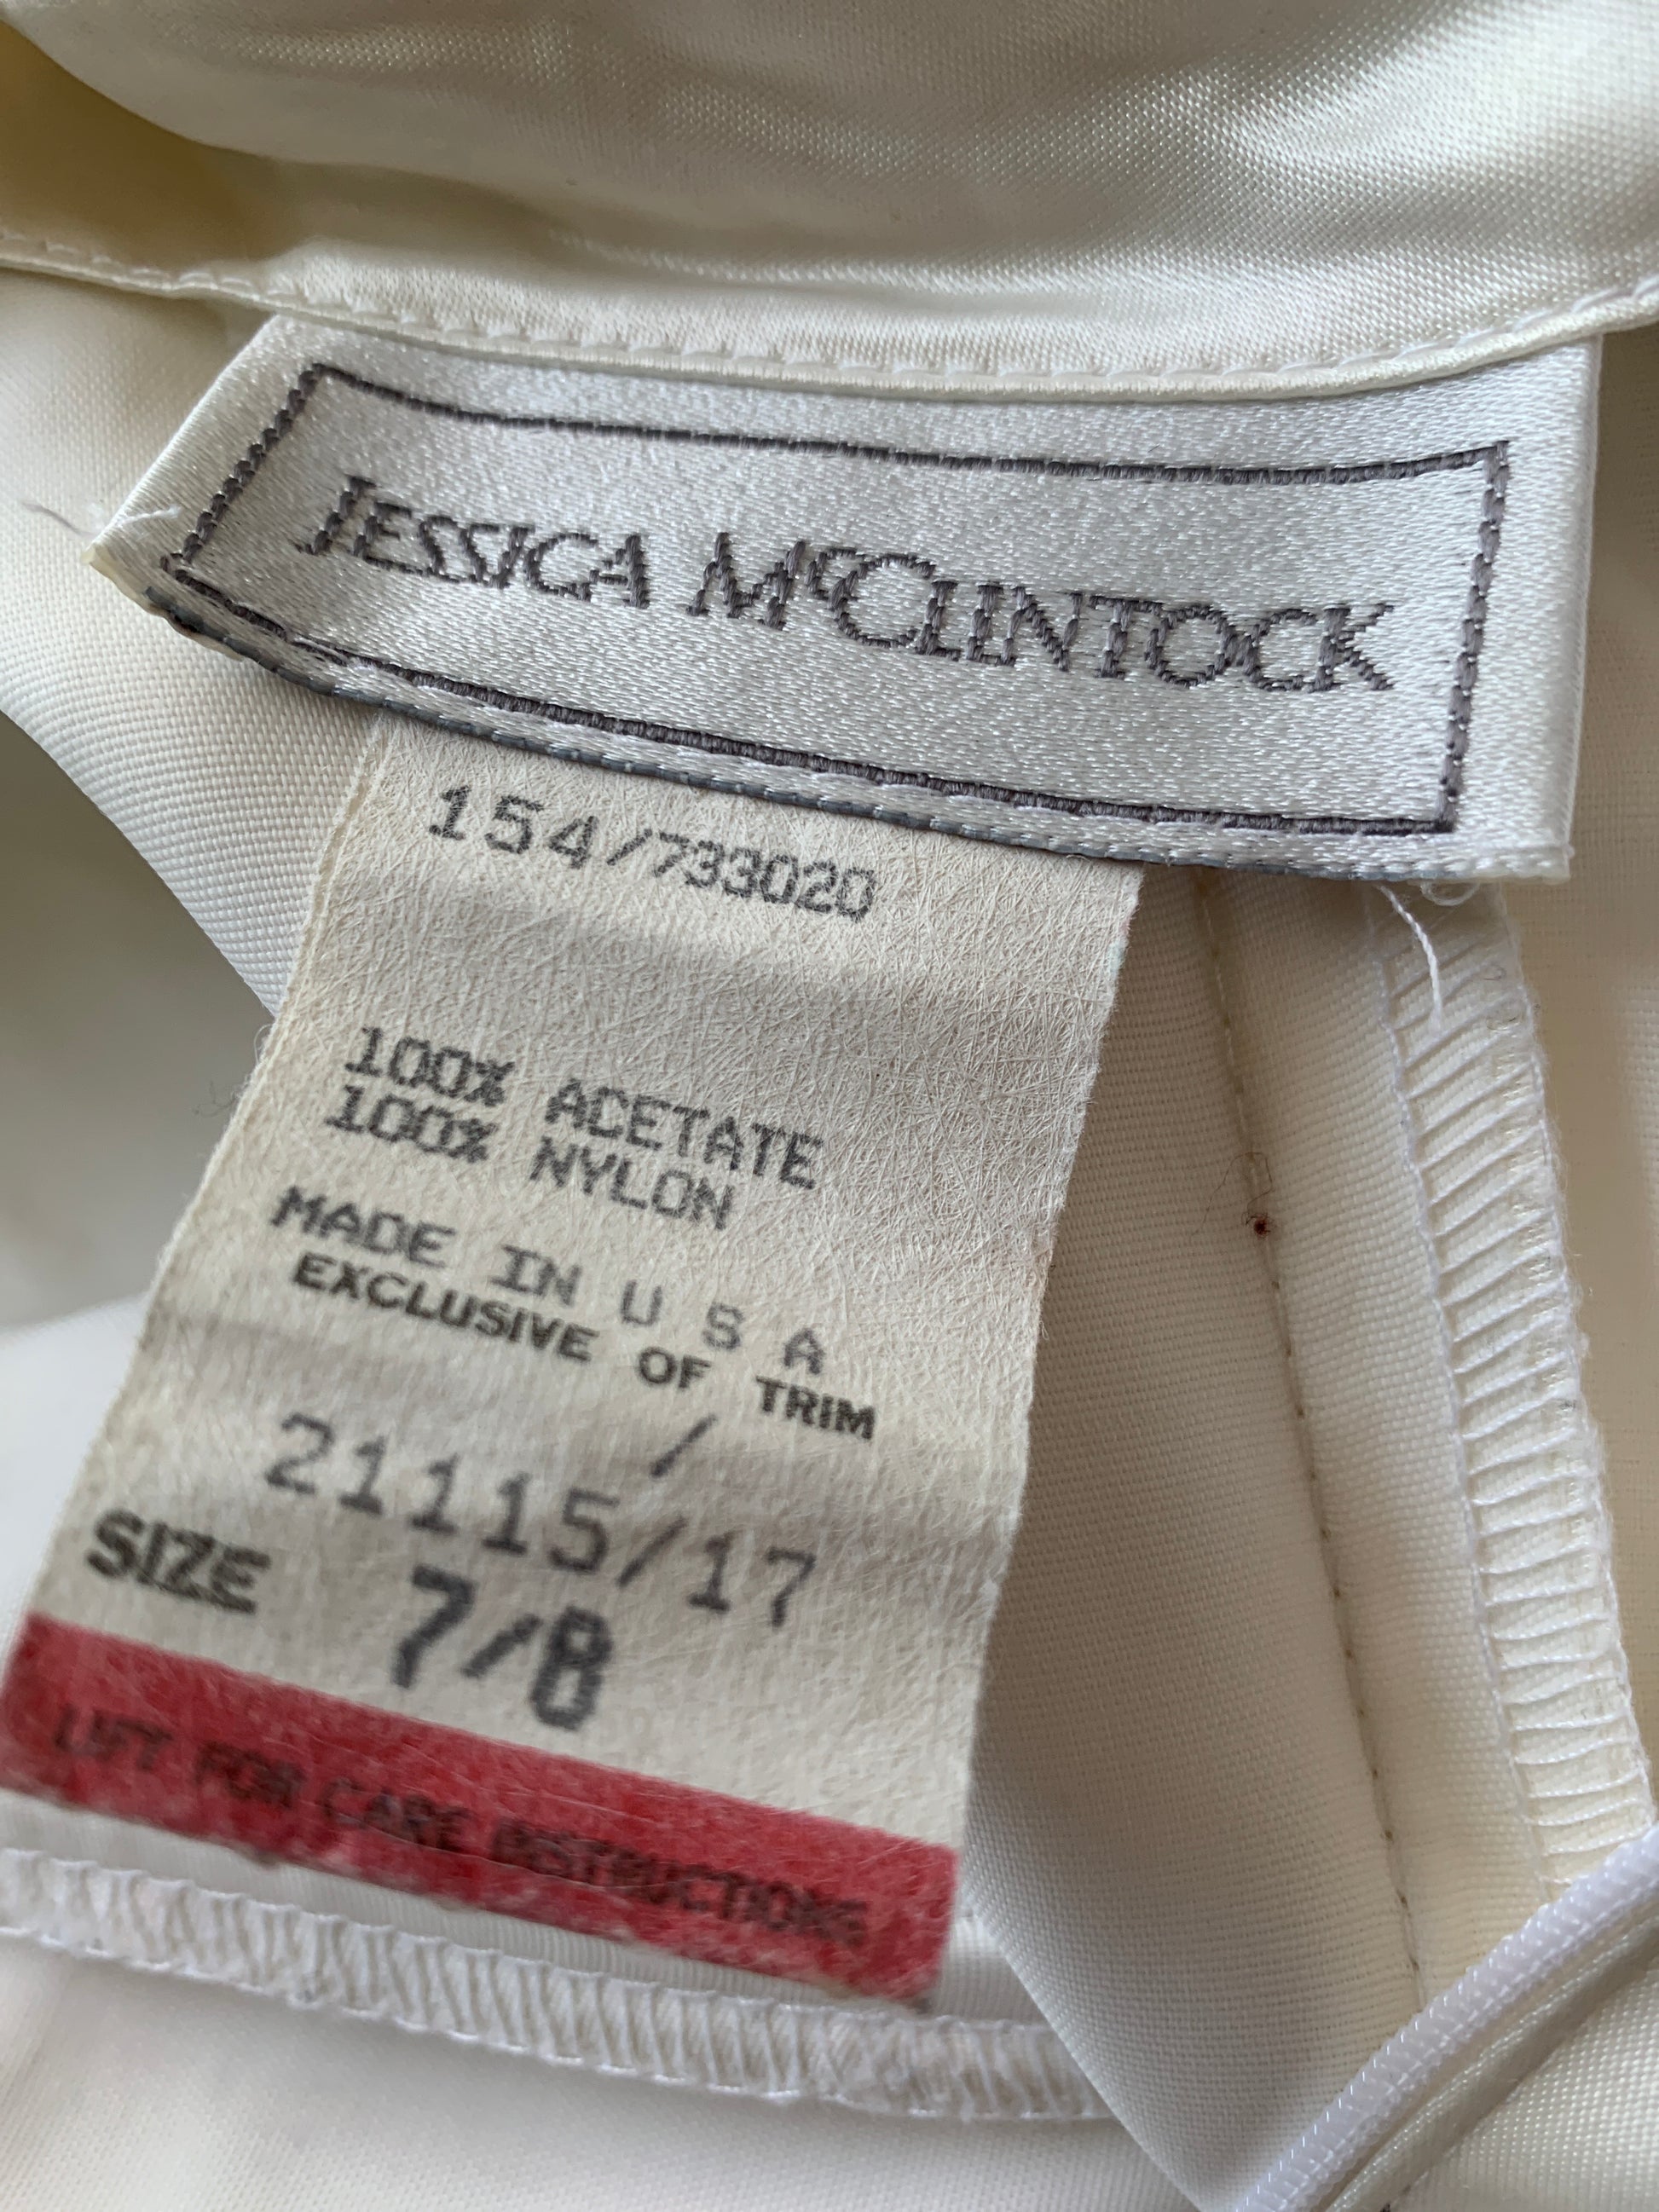 JESSICA McCLINTOCK
154/733020
100% ACETATE
100% NYLON
MADE IN U S A
EXCLUSIVE OF TRIM
/
21115/17
SIZE 7/8
LIFT FOR CARE INSTRUCTIONS